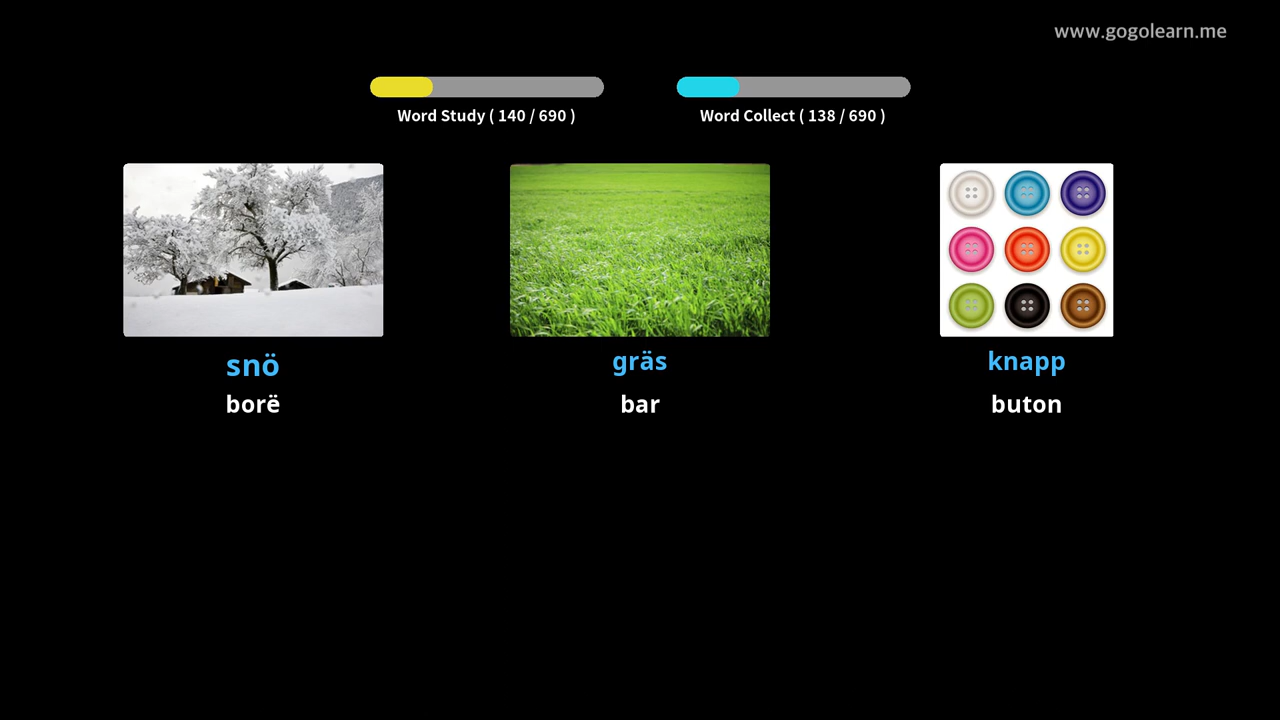 www.gogolearn.me
Word Study ( 140 / 690 )
Word Collect ( 138 / 690 )
snö
gräs
knapp
borë
bar
buton